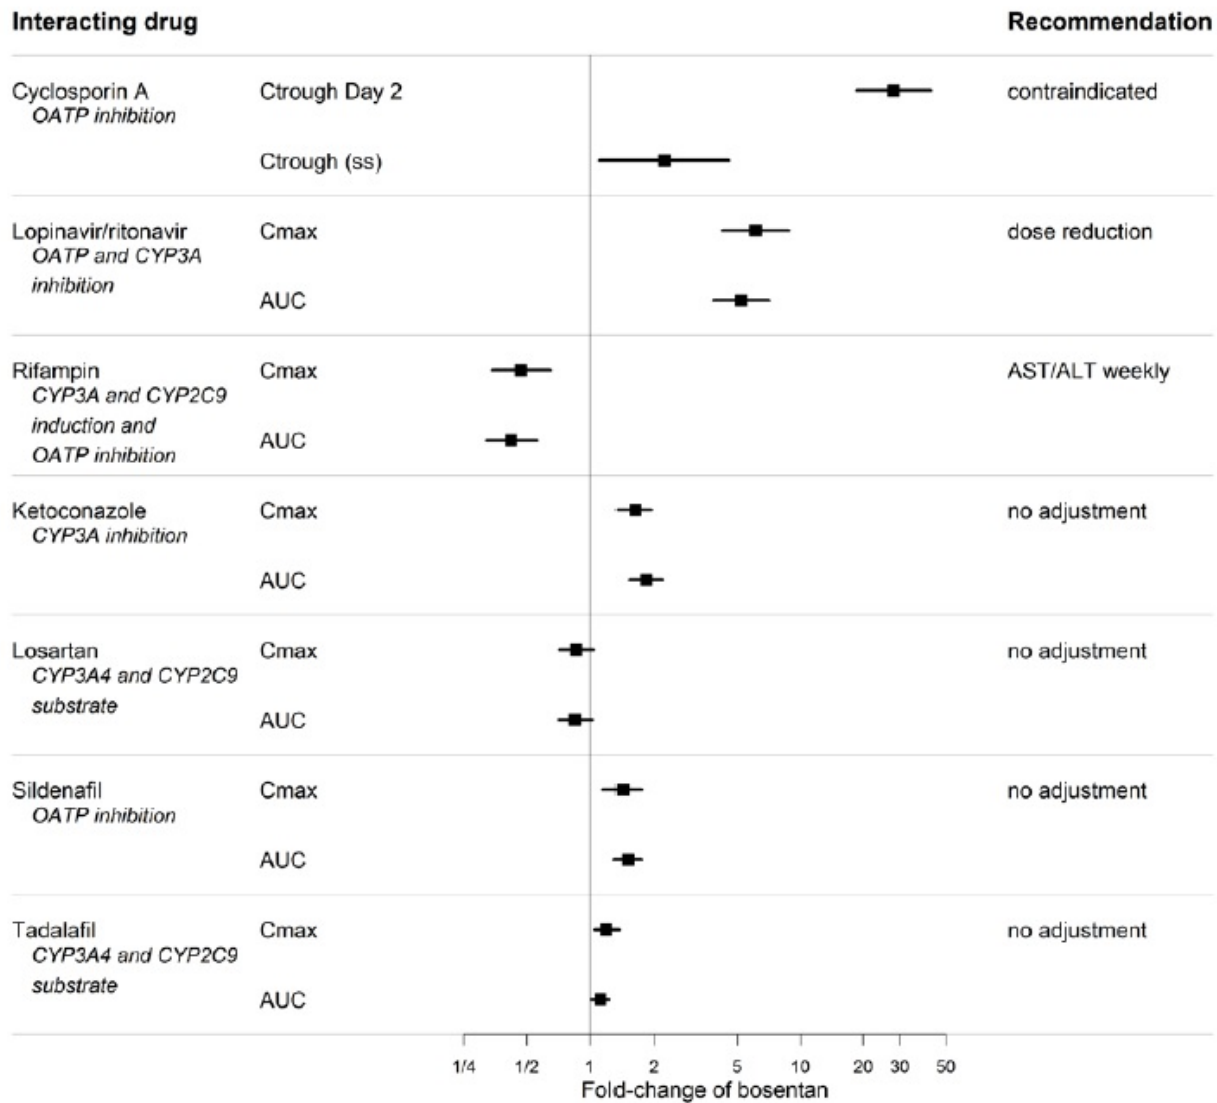 Interacting drug Recommendation
Cyclosporin A Ctrough Day 2 contraindicated
OATP inhibition
Ctrough (ss)
Lopinavir/ritonavir Cmax dose reduction
OATP and CYP3A
inhibition
AUC
Rifampin Cmax AST/ALT weekly
CYP3A and CYP2C9
induction and
AUC
OATP inhibition
Ketoconazole Cmax no adjustment
CYP3A inhibition
AUC
Losartan Cmax no adjustment
CYP3A4 and CYP2C9
substrate
AUC
Sildenafil Cmax no adjustment
OATP inhibition
AUC
Tadalafil Cmax no adjustment
CYP3A4 and CYP2C9
substrate
AUC
1/4 1/2 1 2 5 10 20 30 50
Fold-change of bosentan